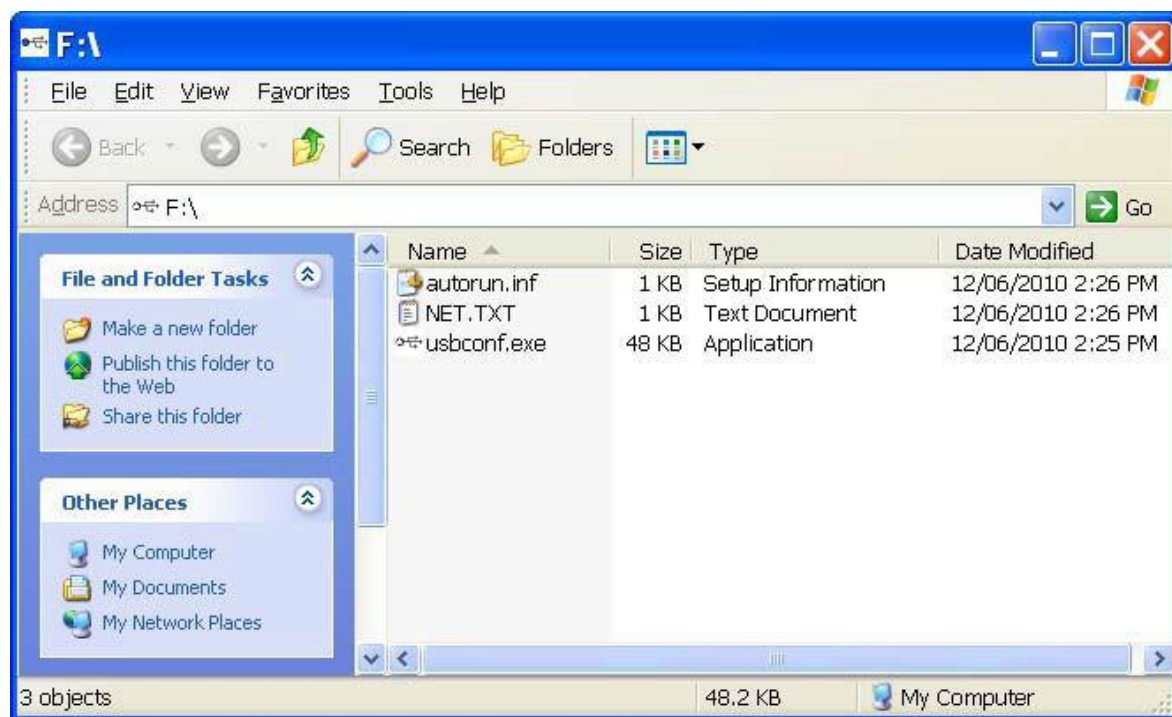 F:\
File Edit View Favorites Tools Help
Back Search Folders
Address F:\ Go
File and Folder Tasks
Make a new folder
Publish this folder to
the Web
Share this folder
Other Places
My Computer
My Documents
My Network Places
Name Size Type Date Modified
autorun.inf 1 KB Setup Information 12/06/2010 2:26 PM
NET.TXT 1 KB Text Document 12/06/2010 2:26 PM
usbconf.exe 48 KB Application 12/06/2010 2:25 PM
3 objects 48.2 KB My Computer